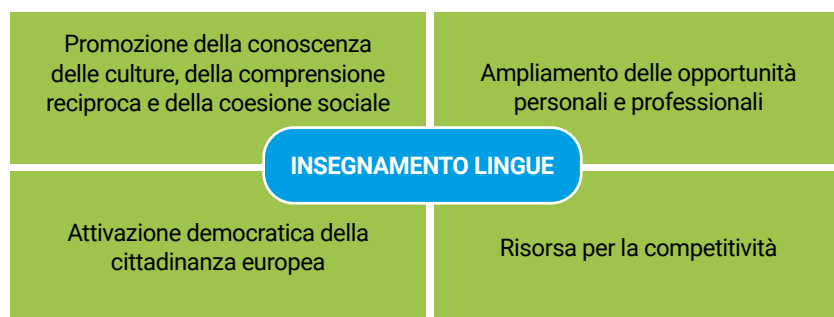 Promozione della conoscenza
delle culture, della comprensione
reciproca e della coesione sociale
Ampliamento delle opportunità
personali e professionali
INSEGNAMENTO LINGUE
Attivazione democratica della
cittadinanza europea
Risorsa per la competitività